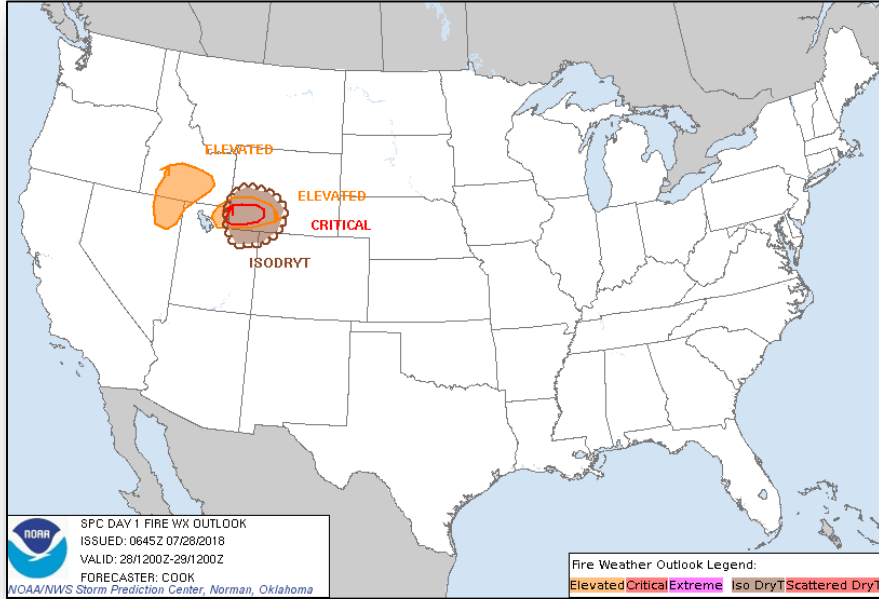 ELEVATED
ELEVATED
CRITICAL
ISODRYT
NOAA
SPC DAY 1 FIRE WX OUTLOOK
ISSUED: 0645Z 07/28/2018
VALID: 28/1200Z-29/1200Z
FORECASTER: COOK
NOAA/NWS Storm Prediction Center, Norman, Oklahoma
Fire Weather Outlook Legend:
Elevated Critical Extreme Iso DryT Scattered DryT